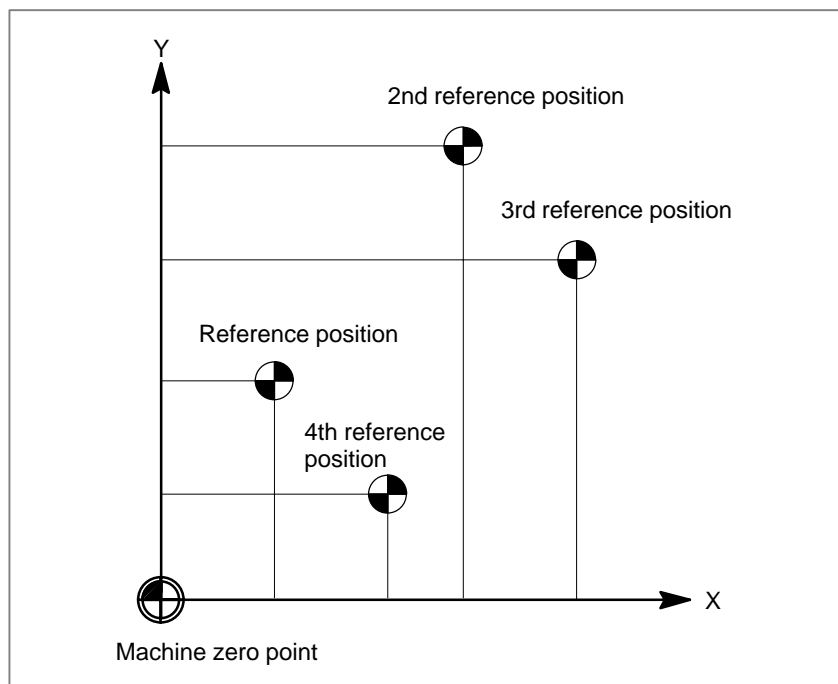 Y
2nd reference position
3rd reference position
Reference position
4th reference
position
X
Machine zero point